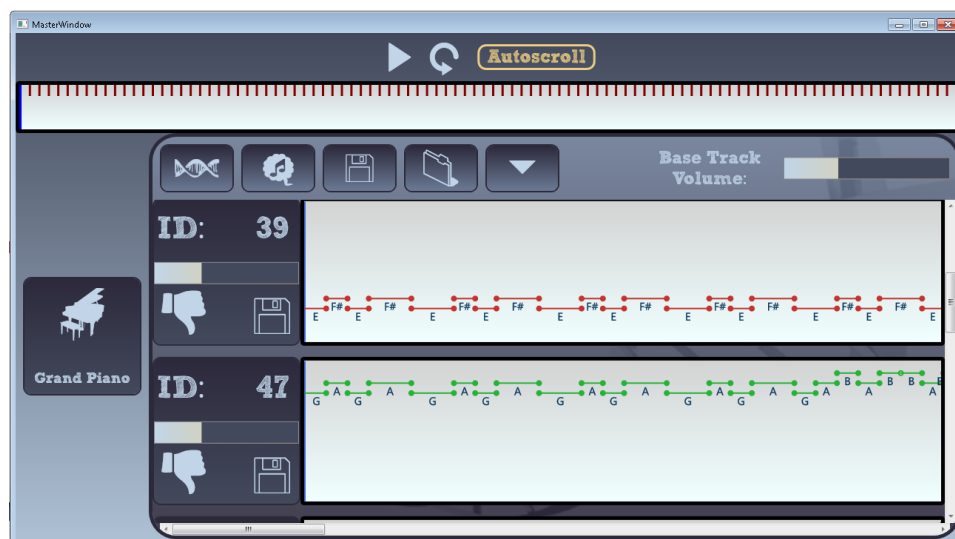 MasterWindow
Autoscroll
Base Track
Volume:
ID: 39
F# F# F# F# F# F# F# F# F# F#
E E E E E E E E E E
Grand Piano
ID: 47
B B B B
A A A A A A A A A A
G G G G G G G G